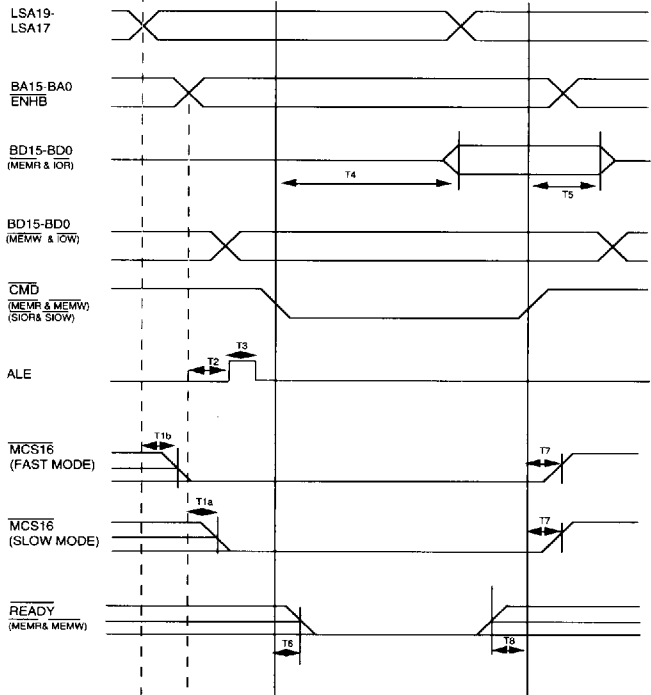 LSA19-
LSA17
BA15-BA0
ENHB
BD15-BD0
(MEMR & IOR)
T4
T5
BD15-BD0
(MEMW & IOW)
CMD
(MEMR & MEMW)
(SIOR& SIOW)
T3
T2
ALE
T1b
T7
MCS16
(FAST MODE)
T1a
T7
MCS16
(SLOW MODE)
READY
(MEMR& MEMW)
T6
T8